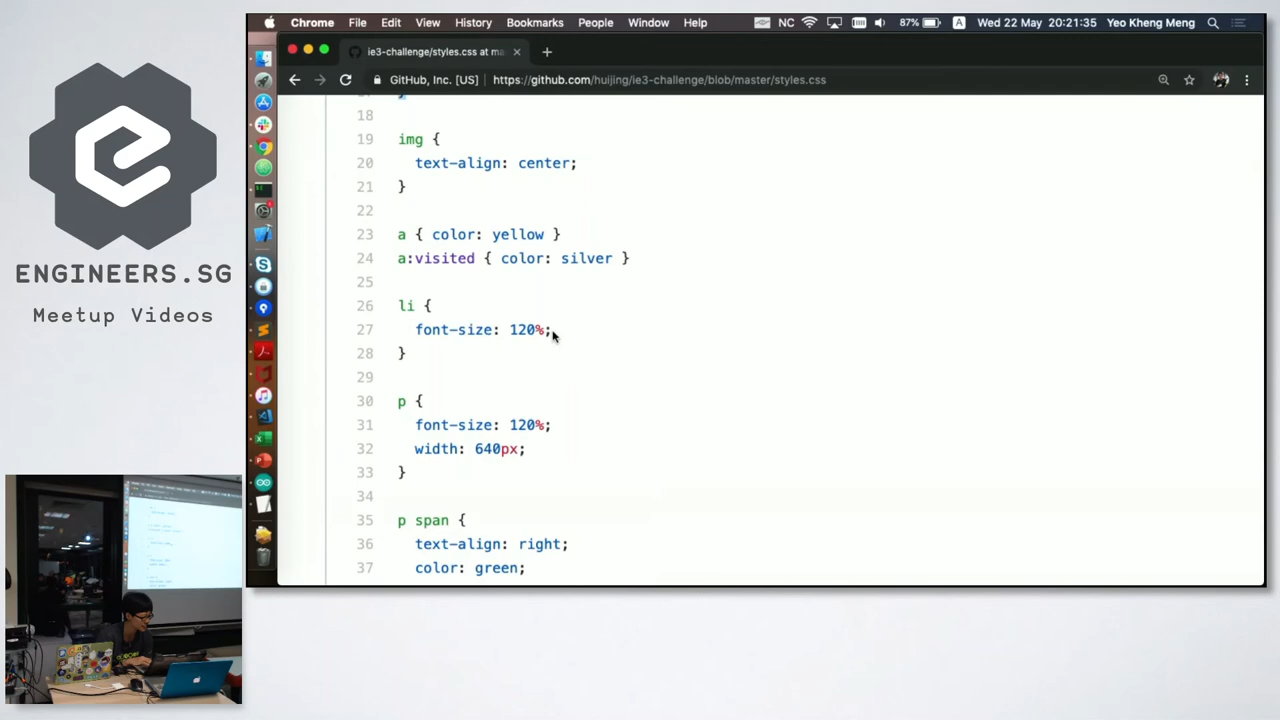 Chrome File Edit View History Bookmarks People Window Help NC 87% A Wed 22 May 20:21:35 Yeo Kheng Meng
ie3-challenge/styles.css at ma
GitHub, Inc. [US] | https://github.com/huijing/ie3-challenge/blob/master/styles.css
18
19 img {
20 text-align: center;
21 }
22
23 a { color: yellow }
24 a:visited { color: silver }
25
26 li {
27 font-size: 120%;
28 }
29
30 p {
31 font-size: 120%;
32 width: 640px;
33 }
34
35 p span {
36 text-align: right;
37 color: green;
ENGINEERS.SG
Meetup Videos